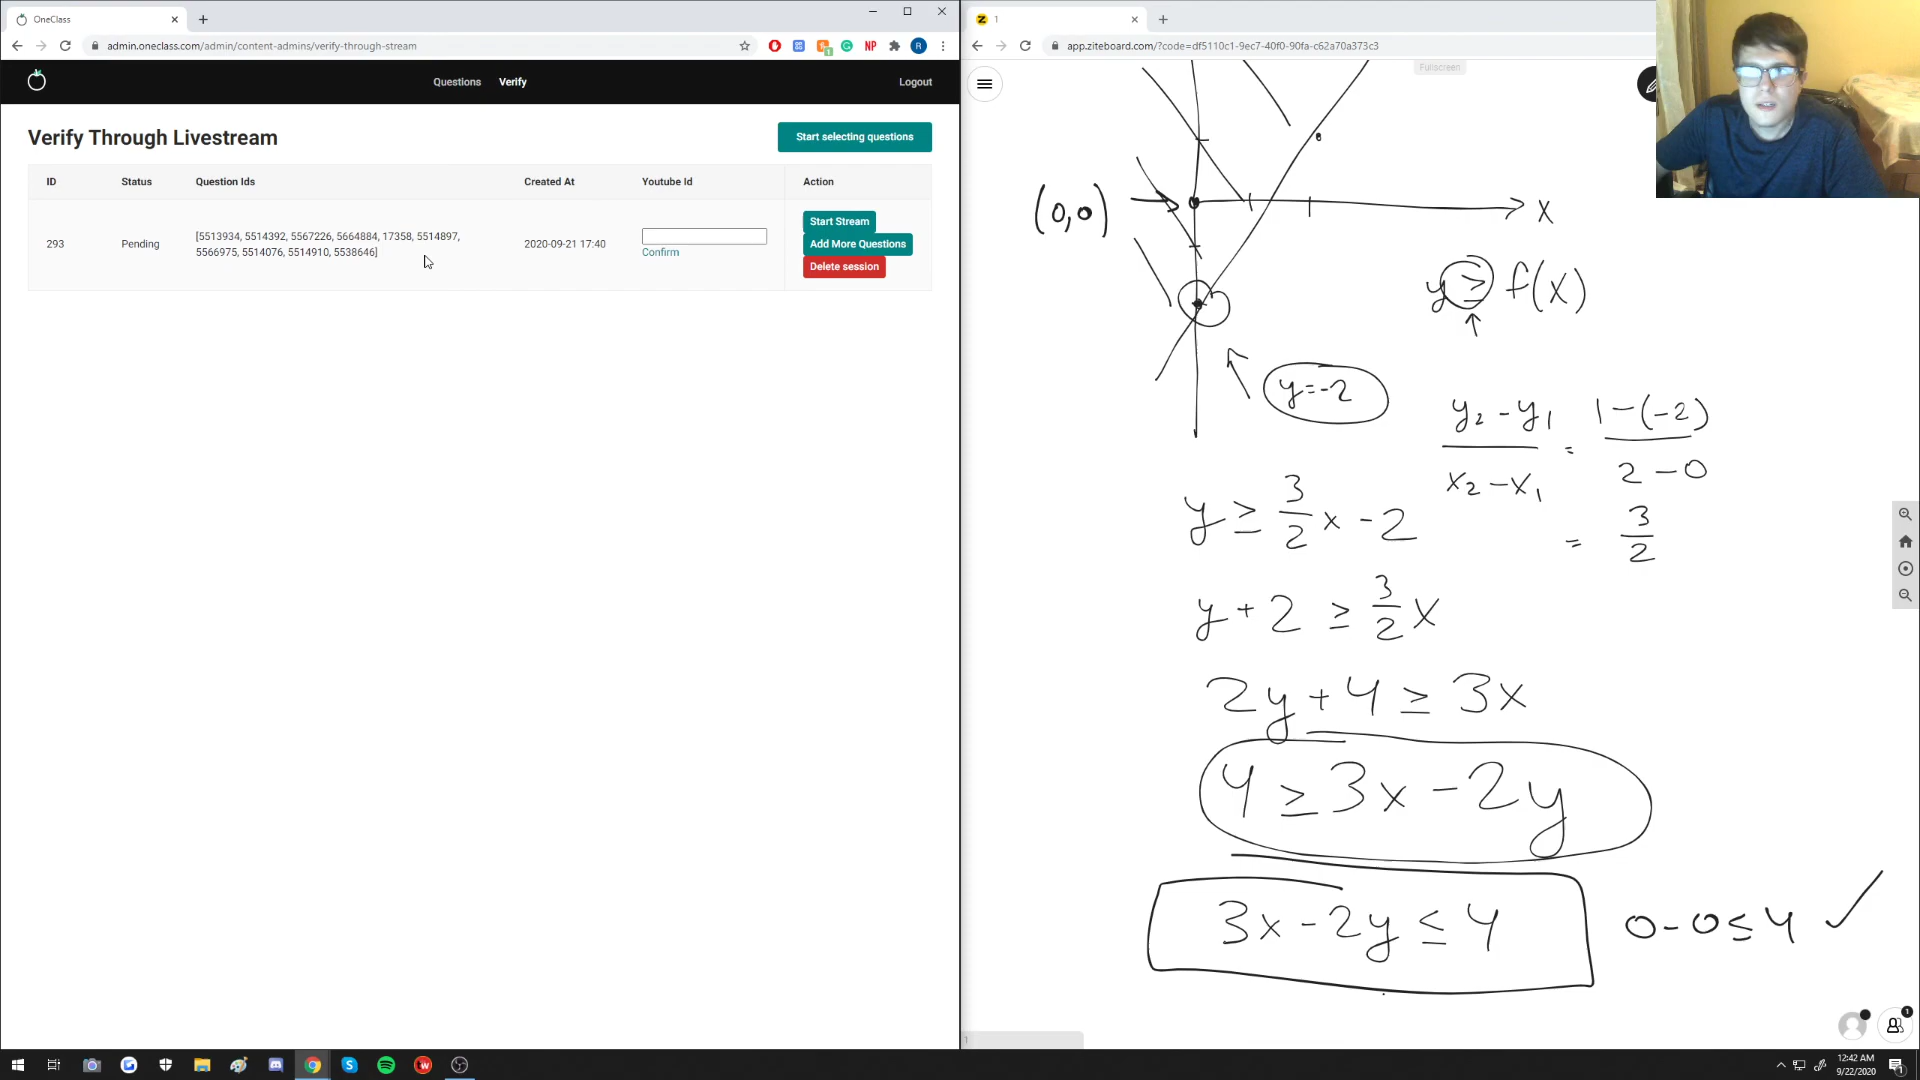 OneClass
admin.oneclass.com/admin/content-admins/verify-through-stream
NP
R
Questions
Verify
Logout
Verify Through Livestream
Start selecting questions
ID
Status
Question Ids
Created At
Youtube Id
Action
293
Pending
[5513934, 5514392, 5567226, 5664884, 17358, 5514897,
5566975, 5514076, 5514910, 5538646]
2020-09-21 17:40
Confirm
Start Stream
Add More Questions
Delete session
1
app.ziteboard.com/?code=df5110c1-9ec7-40f0-90fa-c62a70a373c3
Fullscreen
(0,0)
x
y ≥ f(x)
y=-2
y₂ - y₁ / x₂ - x₁ = 1-(-2) / 2-0
= 3/2
y ≥ 3/2 x - 2
y + 2 ≥ 3/2 x
2y + 4 ≥ 3x
4 ≥ 3x - 2y
3x - 2y ≤ 4
0 - 0 ≤ 4 ✓
1
1
12:42 AM
9/22/2020
1